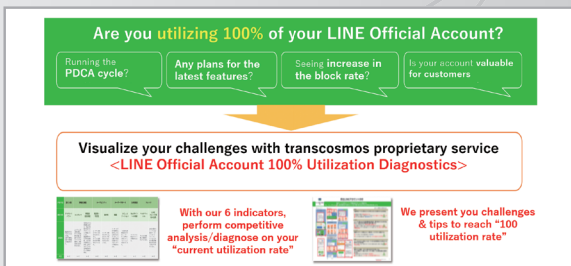 Are you utilizing 100% of your LINE Official Account?
Running the
PDCA cycle?
Any plans for the
latest features?
Seeing increase in
the block rate?
Is your account valuable
for customers
Visualize your challenges with transcosmos proprietary service
<LINE Official Account 100% Utilization Diagnostics>
With our 6 indicators,
perform competitive
analysis/diagnose on your
"current utilization rate"
We present you challenges
& tips to reach "100
utilization rate"